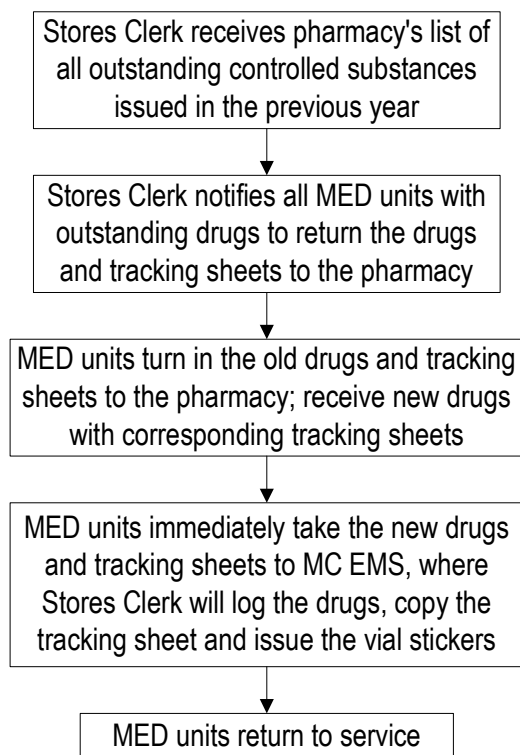 Stores Clerk receives pharmacy's list of
all outstanding controlled substances
issued in the previous year
Stores Clerk notifies all MED units with
outstanding drugs to return the drugs
and tracking sheets to the pharmacy
MED units turn in the old drugs and tracking
sheets to the pharmacy; receive new drugs
with corresponding tracking sheets
MED units immediately take the new drugs
and tracking sheets to MC EMS, where
Stores Clerk will log the drugs, copy the
tracking sheet and issue the vial stickers
MED units return to service